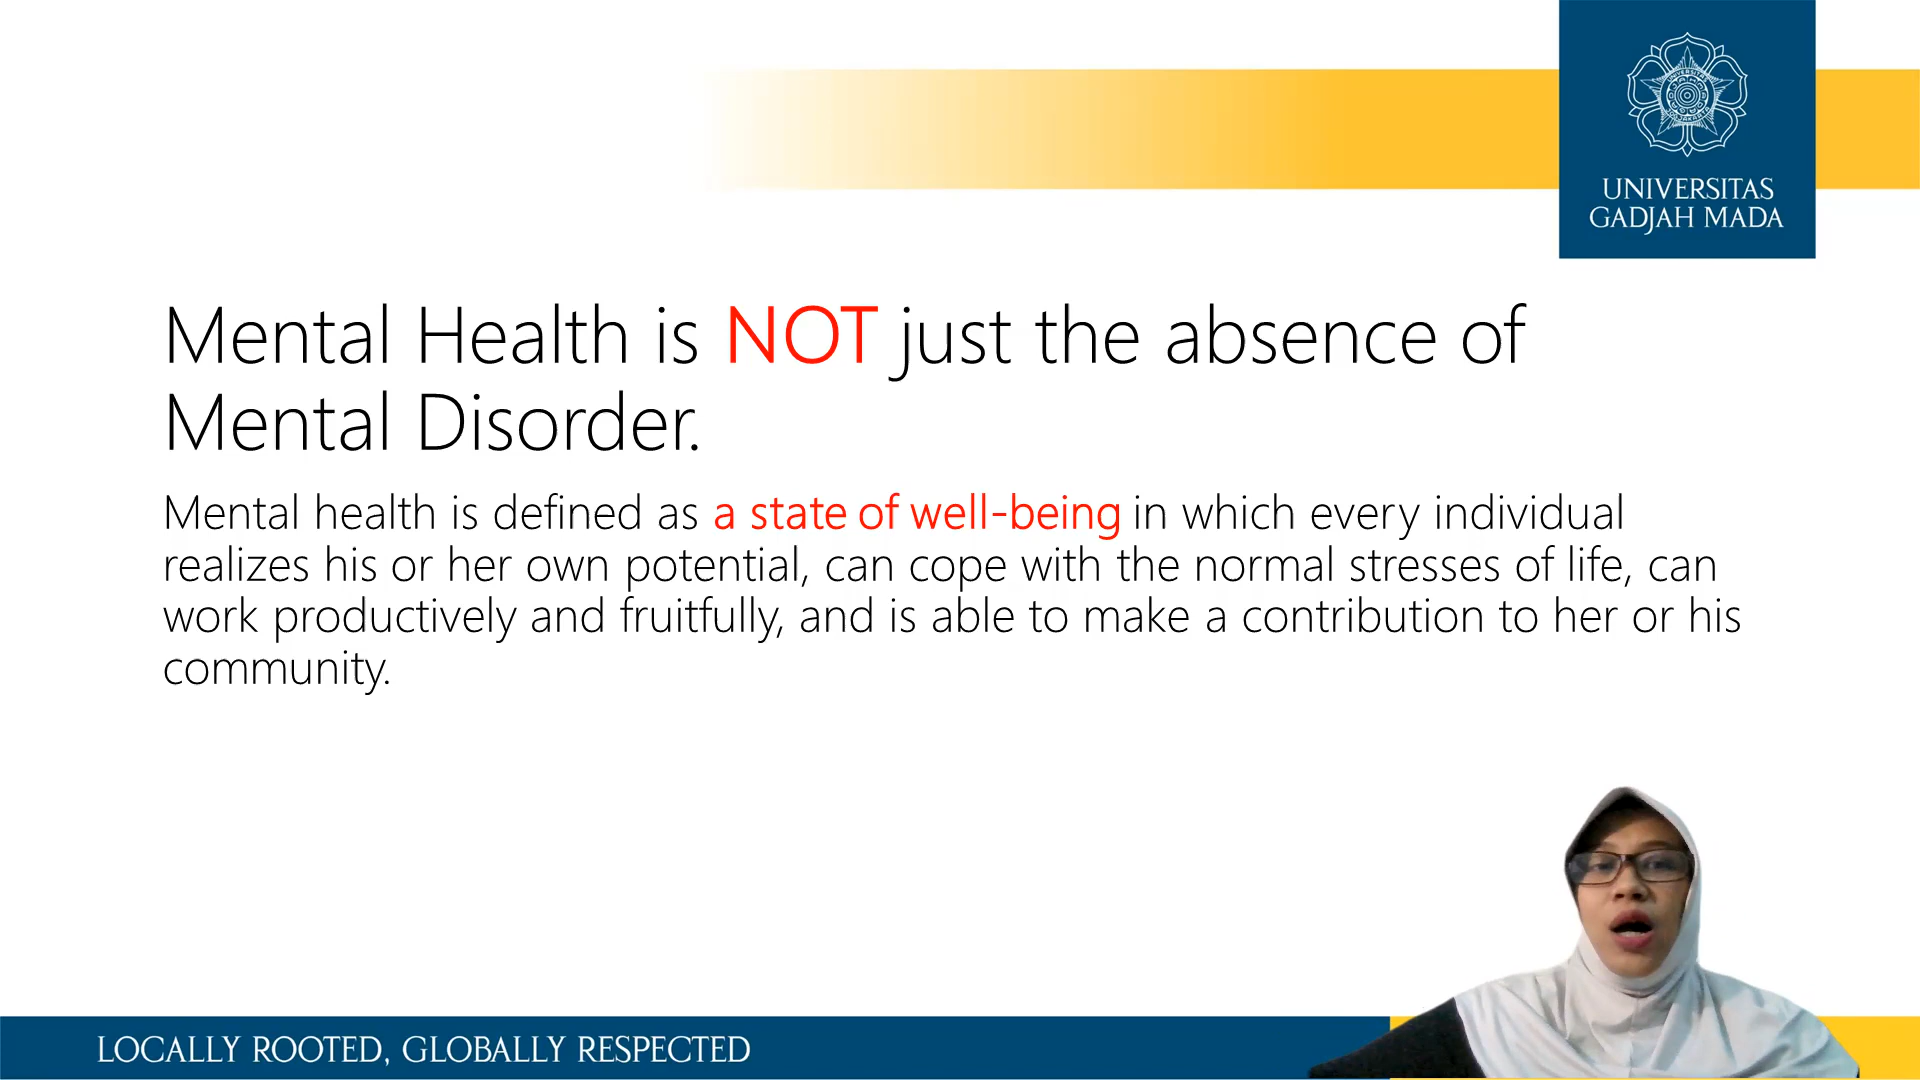 UNIVERSITAS
GADJAH MADA
Mental Health is NOT just the absence of
Mental Disorder.
Mental health is defined as a state of well-being in which every individual
realizes his or her own potential, can cope with the normal stresses of life, can
work productively and fruitfully, and is able to make a contribution to her or his
community.
LOCALLY ROOTED, GLOBALLY RESPECTED